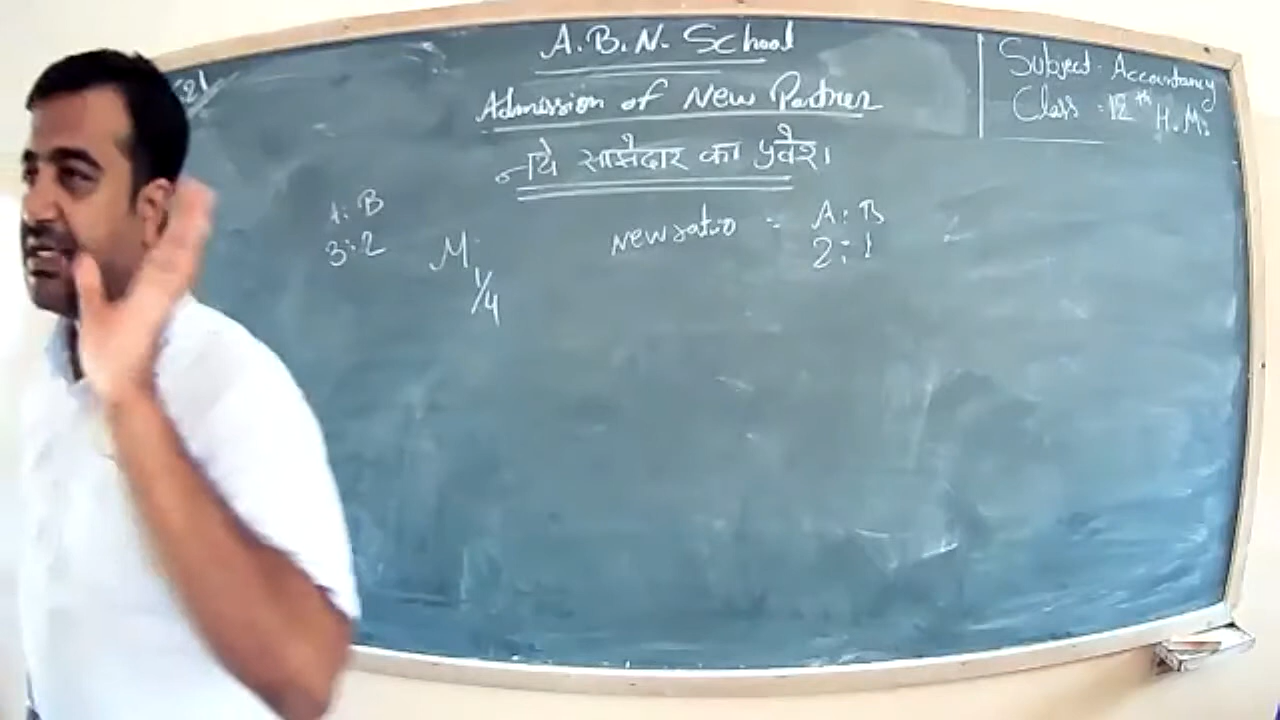 A.B.N. School
Subject - Accountancy
Class - 12th H.Ms
Admission of New Partner
नये साझेदार का प्रवेश।
A : B
3 : 2
M
1/4
New ratio = A : B
2 : 1